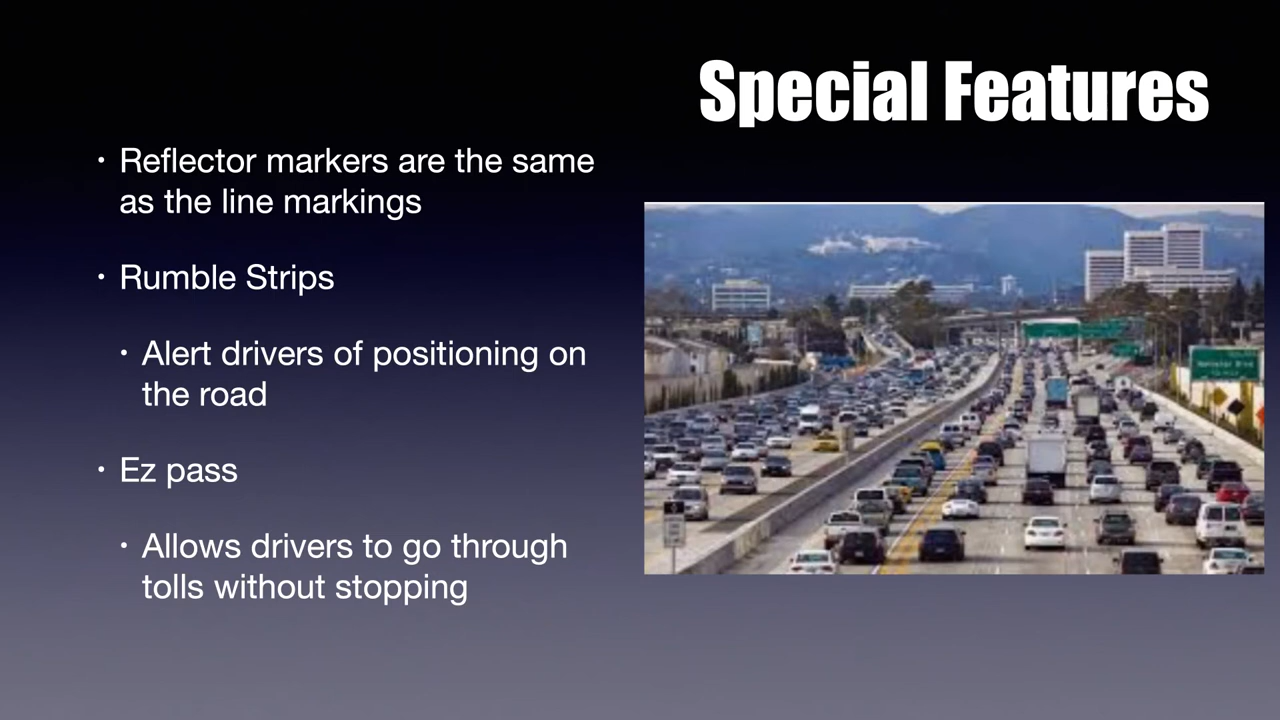 Special Features
• Reflector markers are the same
as the line markings
• Rumble Strips
• Alert drivers of positioning on
the road
• Ez pass
• Allows drivers to go through
tolls without stopping